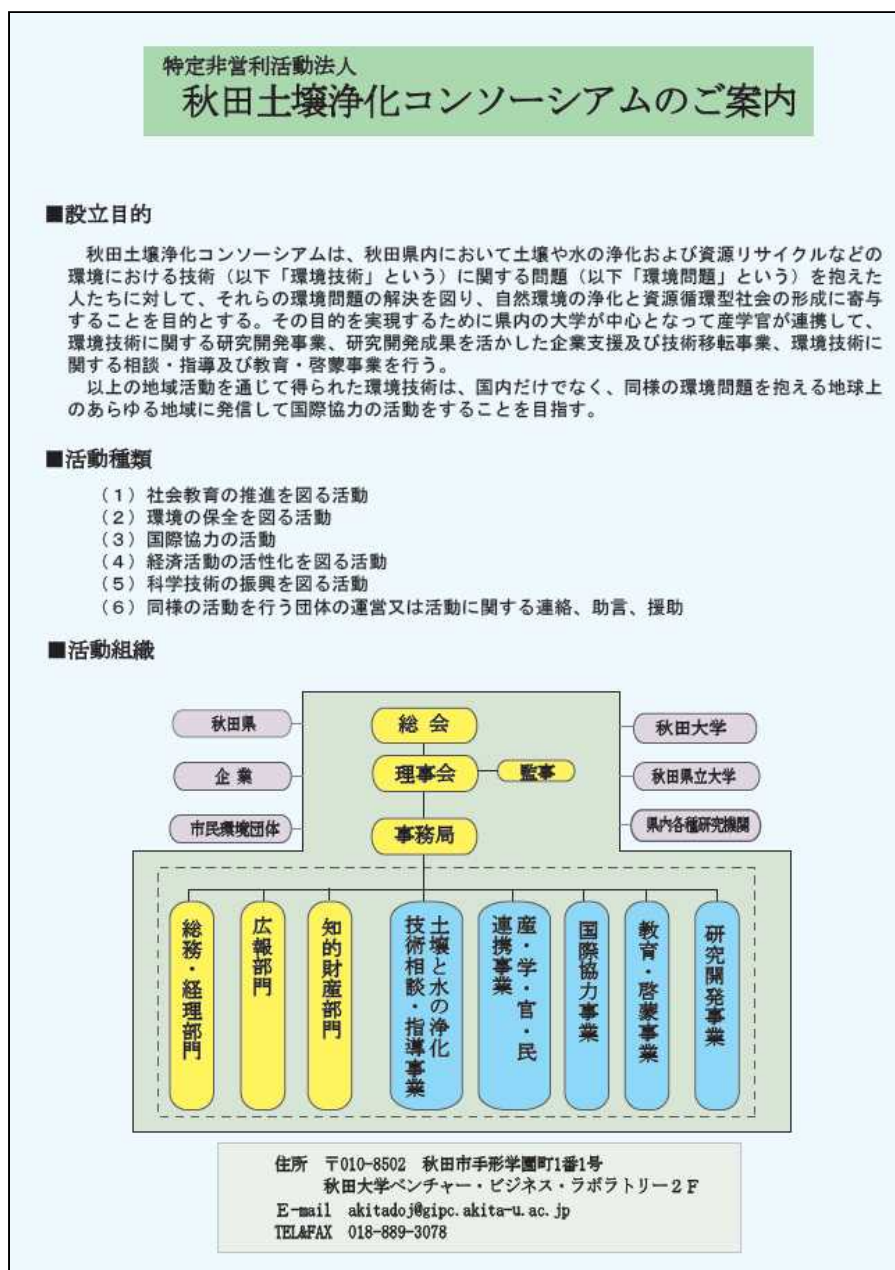 特定非営利活動法人
秋田土壌浄化コンソーシアムのご案内
■設立目的
秋田土壌浄化コンソーシアムは、秋田県内において土壌や水の浄化および資源リサイクルなどの
環境における技術（以下「環境技術」という）に関する問題（以下「環境問題」という）を抱えた
人たちに対して、それらの環境問題の解決を図り、自然環境の浄化と資源循環型社会の形成に寄与
することを目的とする。その目的を実現するために県内の大学が中心となって産学官が連携して、
環境技術に関する研究開発事業、研究開発成果を活かした企業支援及び技術移転事業、環境技術に
関する相談・指導及び教育・啓蒙事業を行う。
以上の地域活動を通じて得られた環境技術は、国内だけでなく、同様の環境問題を抱える地球上
のあらゆる地域に発信して国際協力の活動をすることを目指す。
■活動種類
（１）社会教育の推進を図る活動
（２）環境の保全を図る活動
（３）国際協力の活動
（４）経済活動の活性化を図る活動
（５）科学技術の振興を図る活動
（６）同様の活動を行う団体の運営又は活動に関する連絡、助言、援助
■活動組織
秋田県
企業
市民環境団体
総会
理事会
監事
事務局
秋田大学
秋田県立大学
県内各種研究機関
総務・経理部門
広報部門
知的財産部門
土壌と水の浄化
技術相談・指導事業
産・学・官・民
連携事業
国際協力事業
教育・啓蒙事業
研究開発事業
住所　〒010-8502　秋田市手形学園町1番1号
秋田大学ベンチャー・ビジネス・ラボラトリー２Ｆ
E-mail　akitadoj@gipc.akita-u.ac.jp
TEL&FAX　018-889-3078